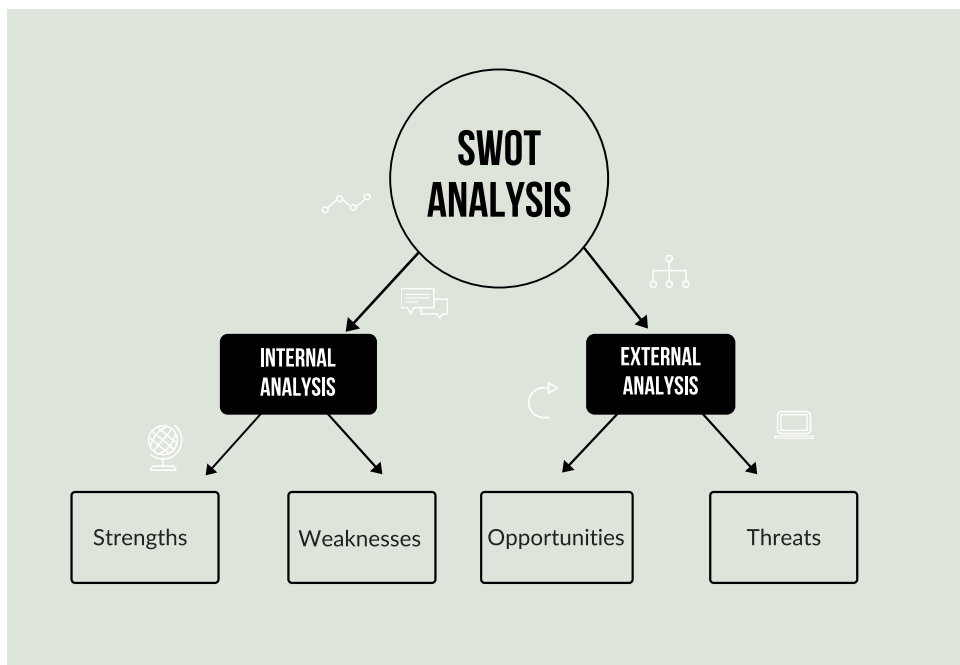 SWOT
ANALYSIS
INTERNAL
ANALYSIS
EXTERNAL
ANALYSIS
Strengths
Weaknesses
Opportunities
Threats